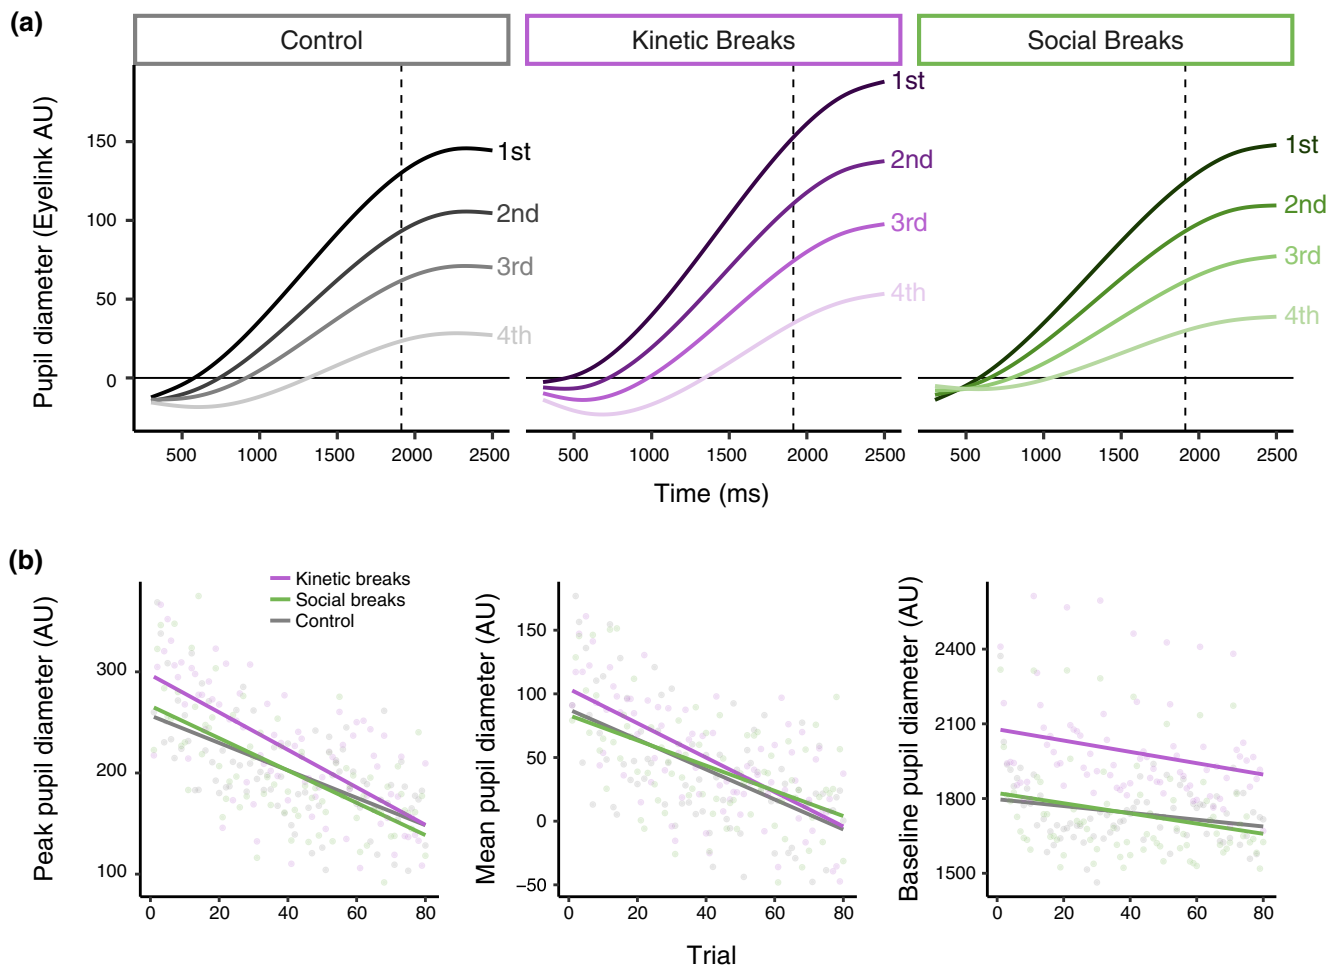 (a)
Control
Kinetic Breaks
Social Breaks
Pupil diameter (Eyelink AU)
150
100
50
0
1st
2nd
3rd
4th
1st
2nd
3rd
4th
1st
2nd
3rd
4th
500 1000 1500 2000 2500
500 1000 1500 2000 2500
500 1000 1500 2000 2500
Time (ms)
(b)
Kinetic breaks
Social breaks
Control
Peak pupil diameter (AU)
300
200
100
0 20 40 60 80
Mean pupil diameter (AU)
150
100
50
0
−50
0 20 40 60 80
Baseline pupil diameter (AU)
2400
2100
1800
1500
0 20 40 60 80
Trial